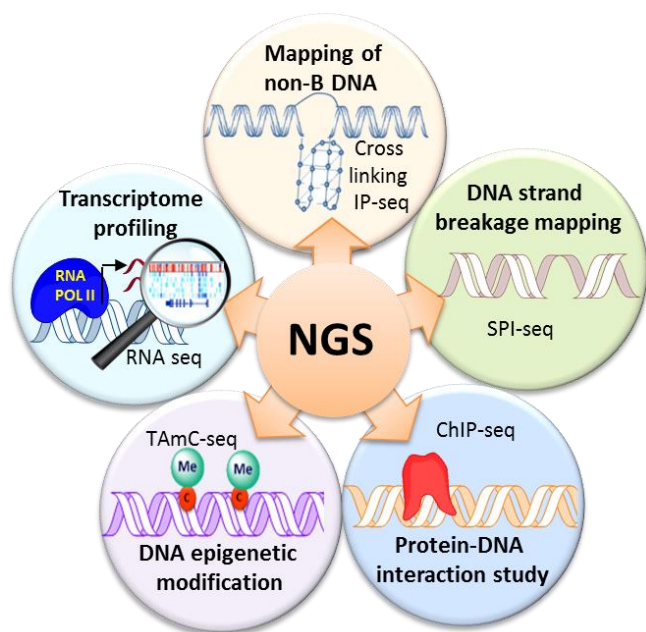 Mapping of
non-B DNA
Cross
linking
IP-seq
DNA strand
breakage mapping
SPI-seq
Transcriptome
profiling
RNA
POL II
RNA seq
NGS
TAmC-seq
Me
Me
C
C
DNA epigenetic
modification
ChIP-seq
Protein-DNA
interaction study